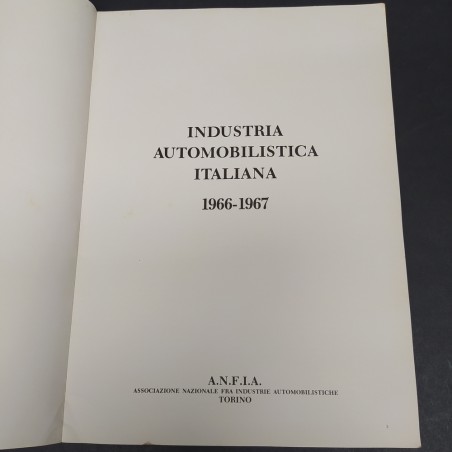 INDUSTRIA
AUTOMOBILISTICA
ITALIANA
1966-1967
A.N.F.I.A.
ASSOCIAZIONE NAZIONALE FRA INDUSTRIE AUTOMOBILISTICHE
TORINO